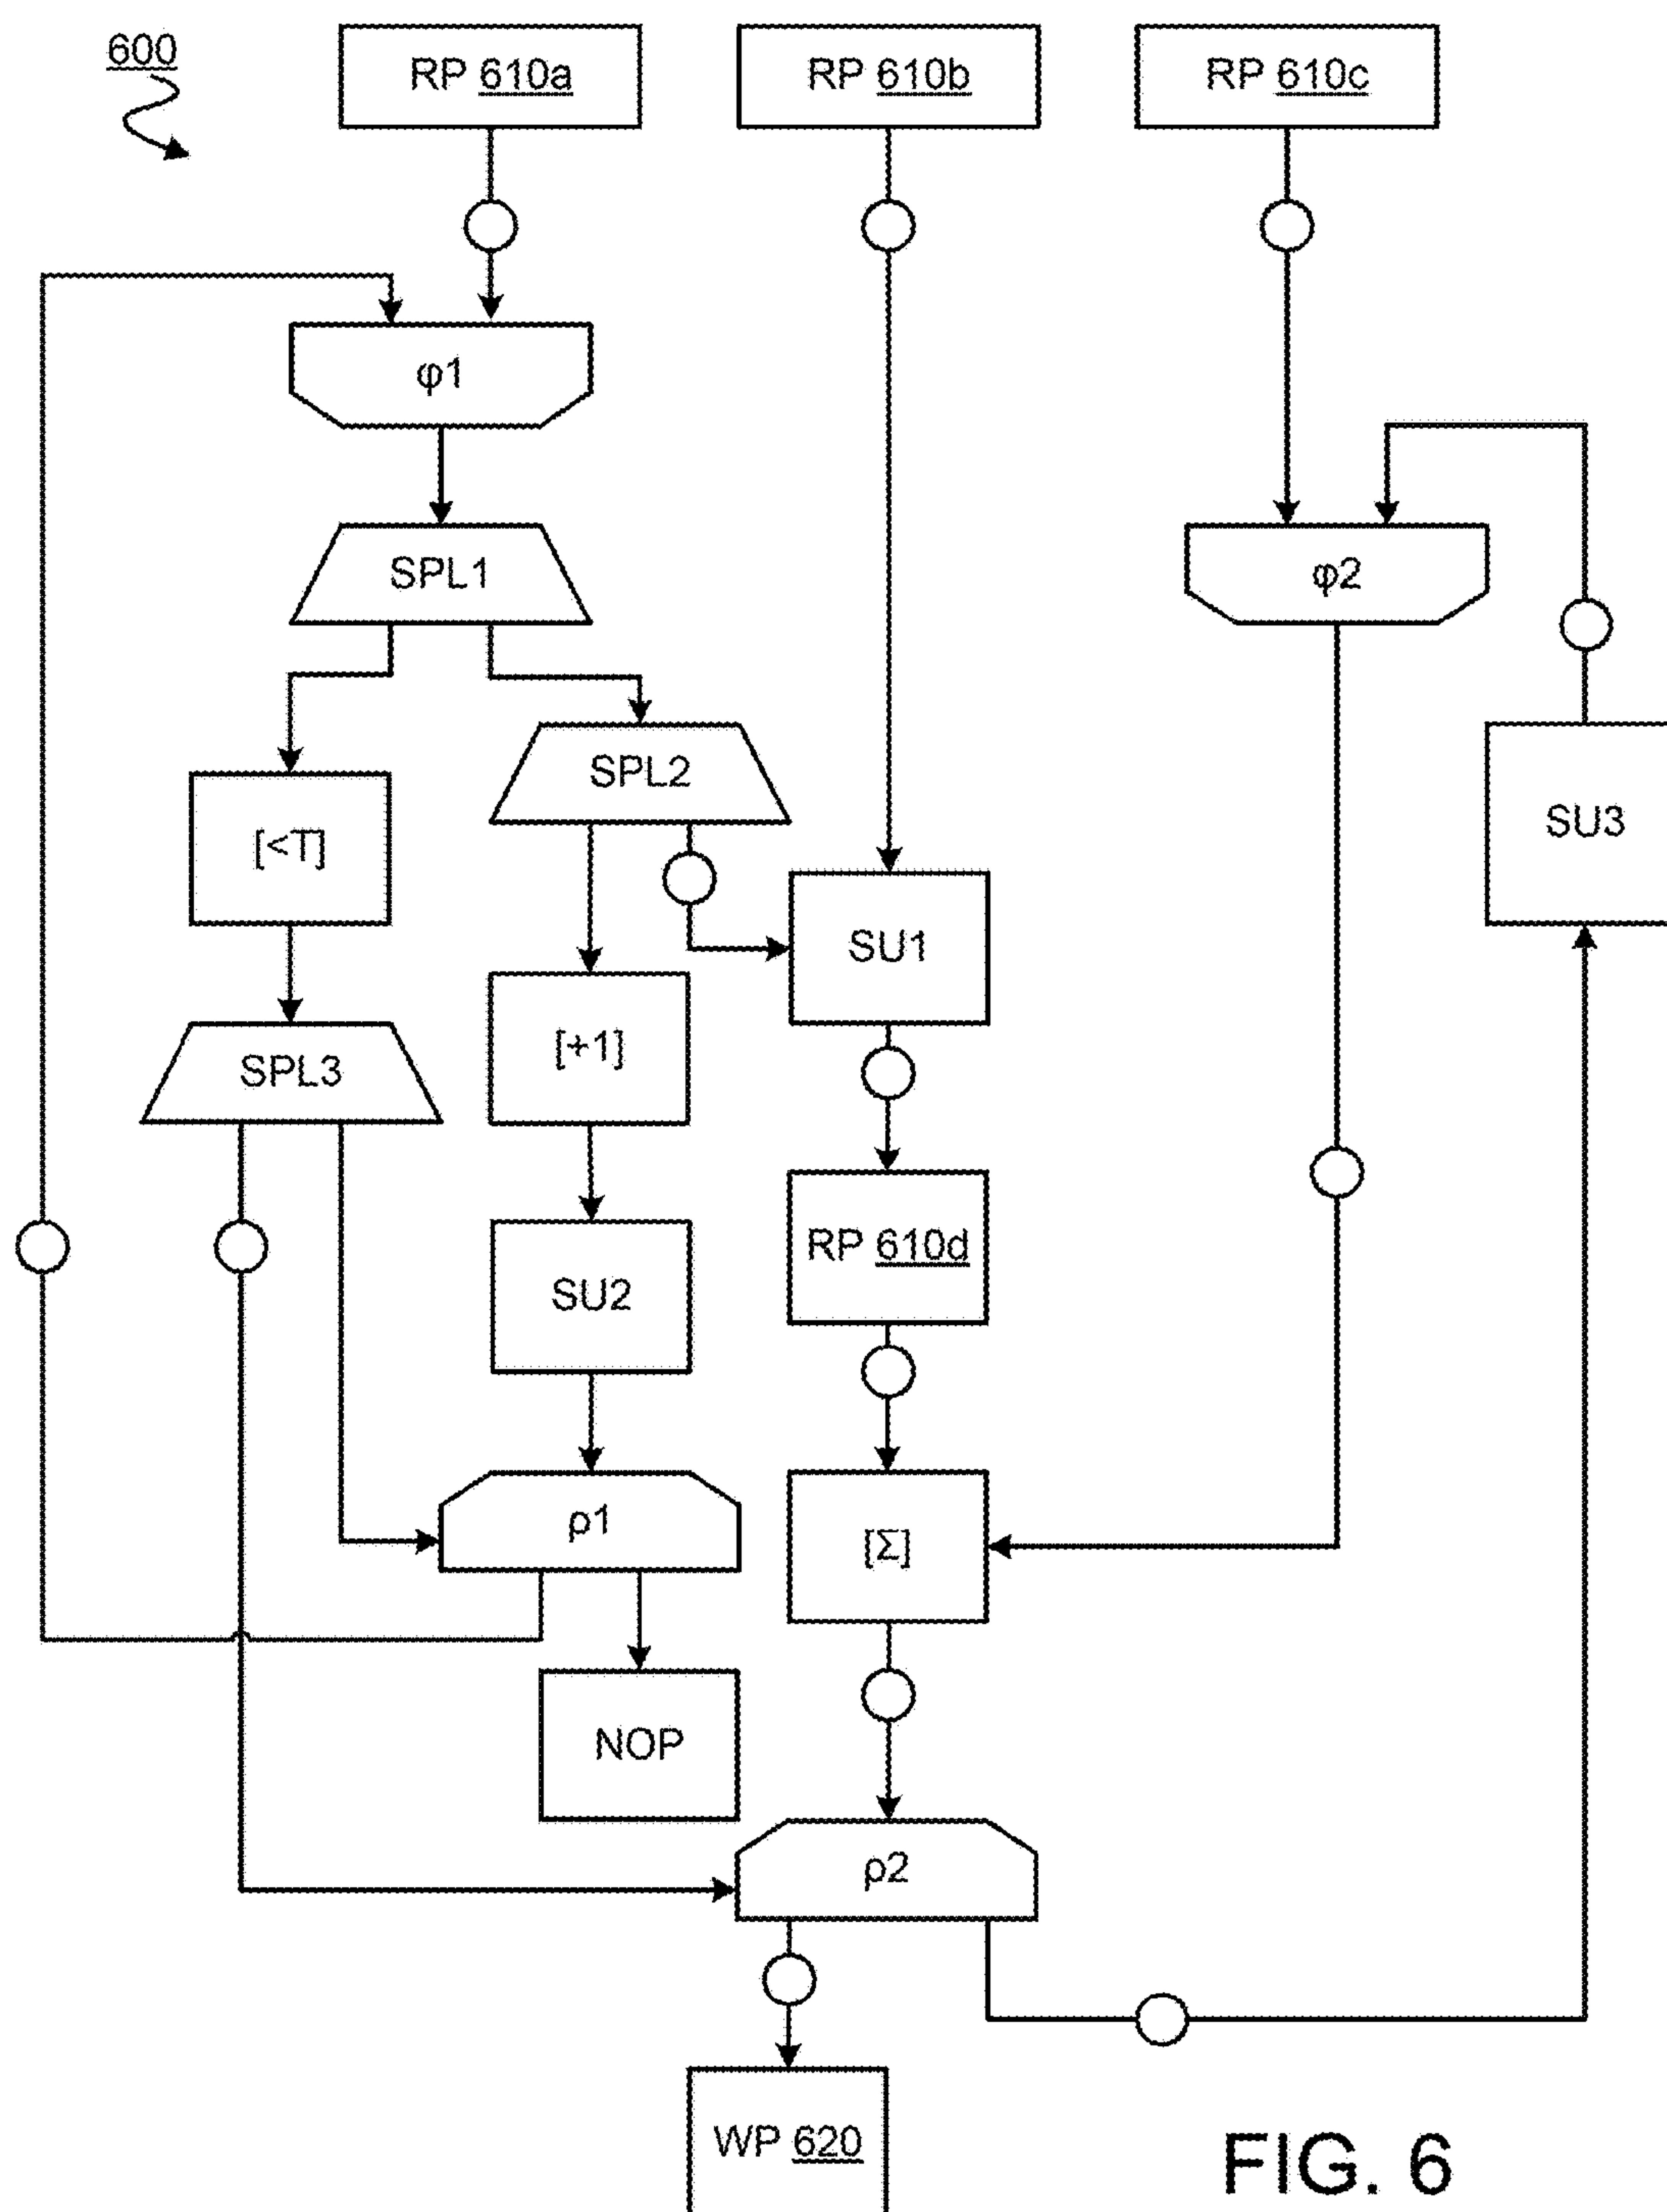 600
RP 610a
RP 610b
RP 610c
φ1
SPL1
φ2
SPL2
SU3
[<T]
SU1
[+1]
SPL3
RP 610d
SU2
ρ1
[Σ]
NOP
ρ2
WP 620
FIG. 6